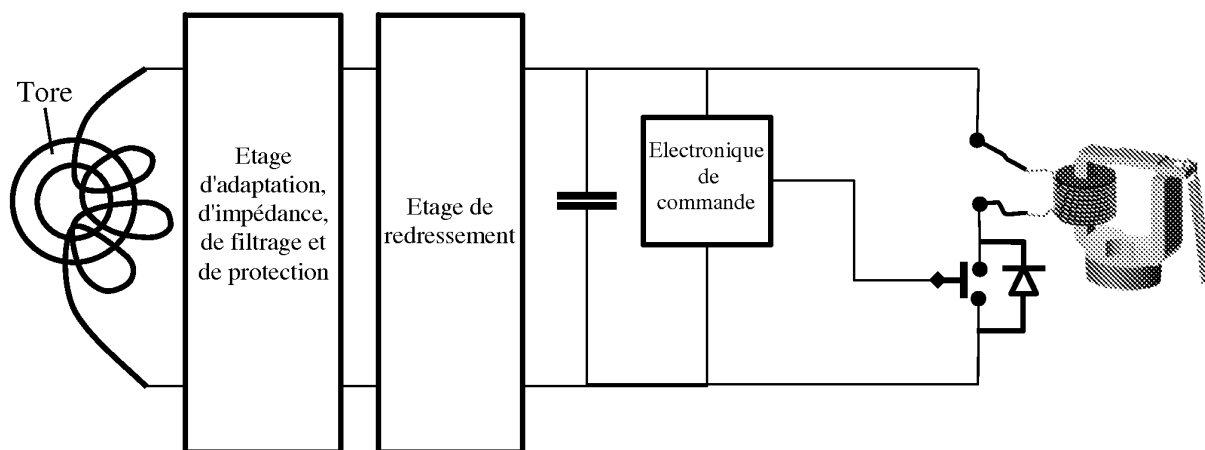 Tore
Etage
d'adaptation,
d'impédance,
de filtrage et
de protection
Etage de
redressement
Electronique
de
commande